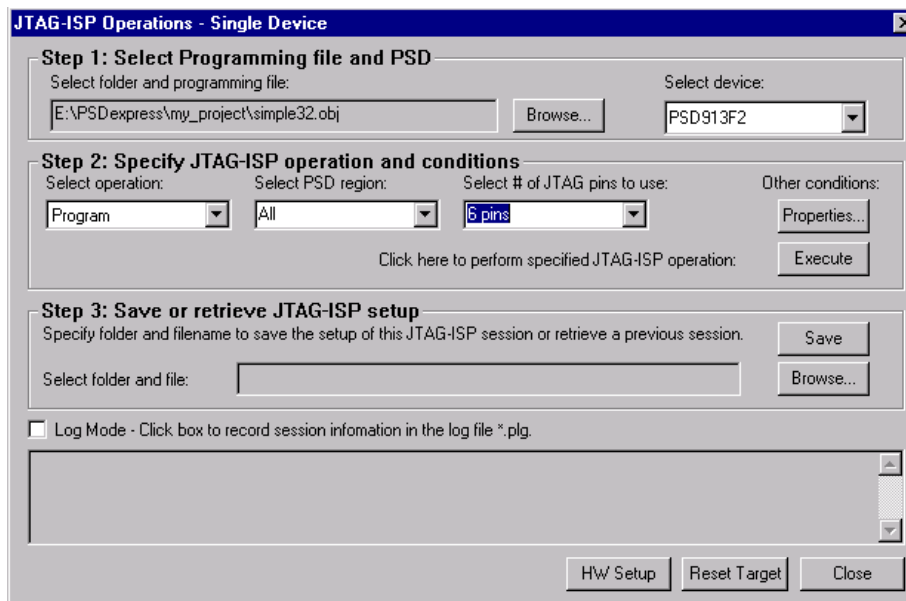 JTAG-ISP Operations - Single Device
Step 1: Select Programming file and PSD
Select folder and programming file:
Select device:
E:\PSDexpress\my_project\simple32.obj
Browse...
PSD913F2
Step 2: Specify JTAG-ISP operation and conditions
Select operation:
Select PSD region:
Select # of JTAG pins to use:
Other conditions:
Program
All
6 pins
Properties...
Click here to perform specified JTAG-ISP operation:
Execute
Step 3: Save or retrieve JTAG-ISP setup
Specify folder and filename to save the setup of this JTAG-ISP session or retrieve a previous session.
Save
Select folder and file:
Browse...
Log Mode - Click box to record session infomation in the log file *.plg.
HW Setup
Reset Target
Close